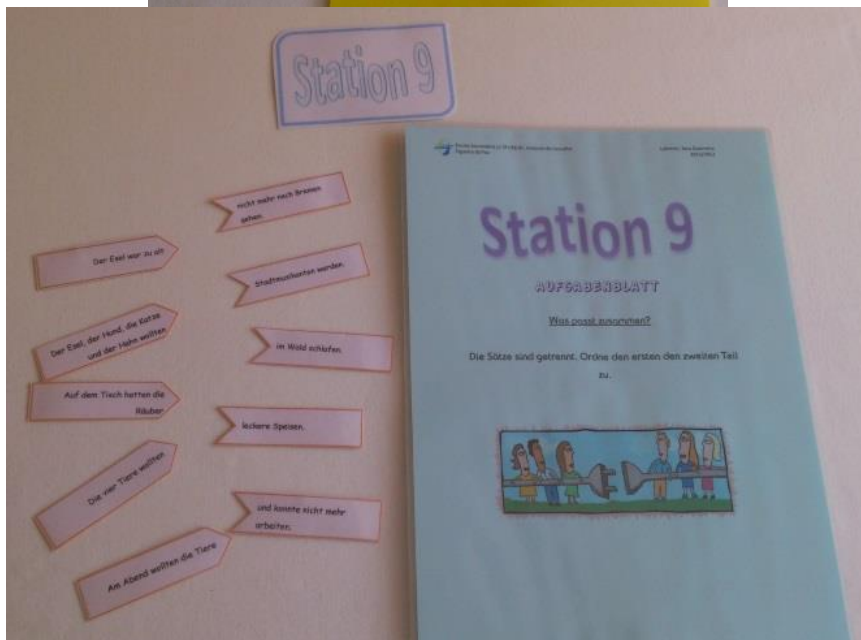 Station 9
nicht mehr nach Bremen
gehen.
Der Esel war zu alt
Stadtmusikanten werden.
Der Esel, der Hund, die Katze
und der Hahn wollten
im Wald schlafen.
Auf dem Tisch hatten die
Räuber
leckere Speisen.
Die vier Tiere wollten
und konnte nicht mehr
arbeiten.
Am Abend wollten die Tiere
Station 9
AUFGABENBLATT
Was passt zusammen?
Die Sätze sind getrennt. Ordne den ersten den zweiten Teil
zu.